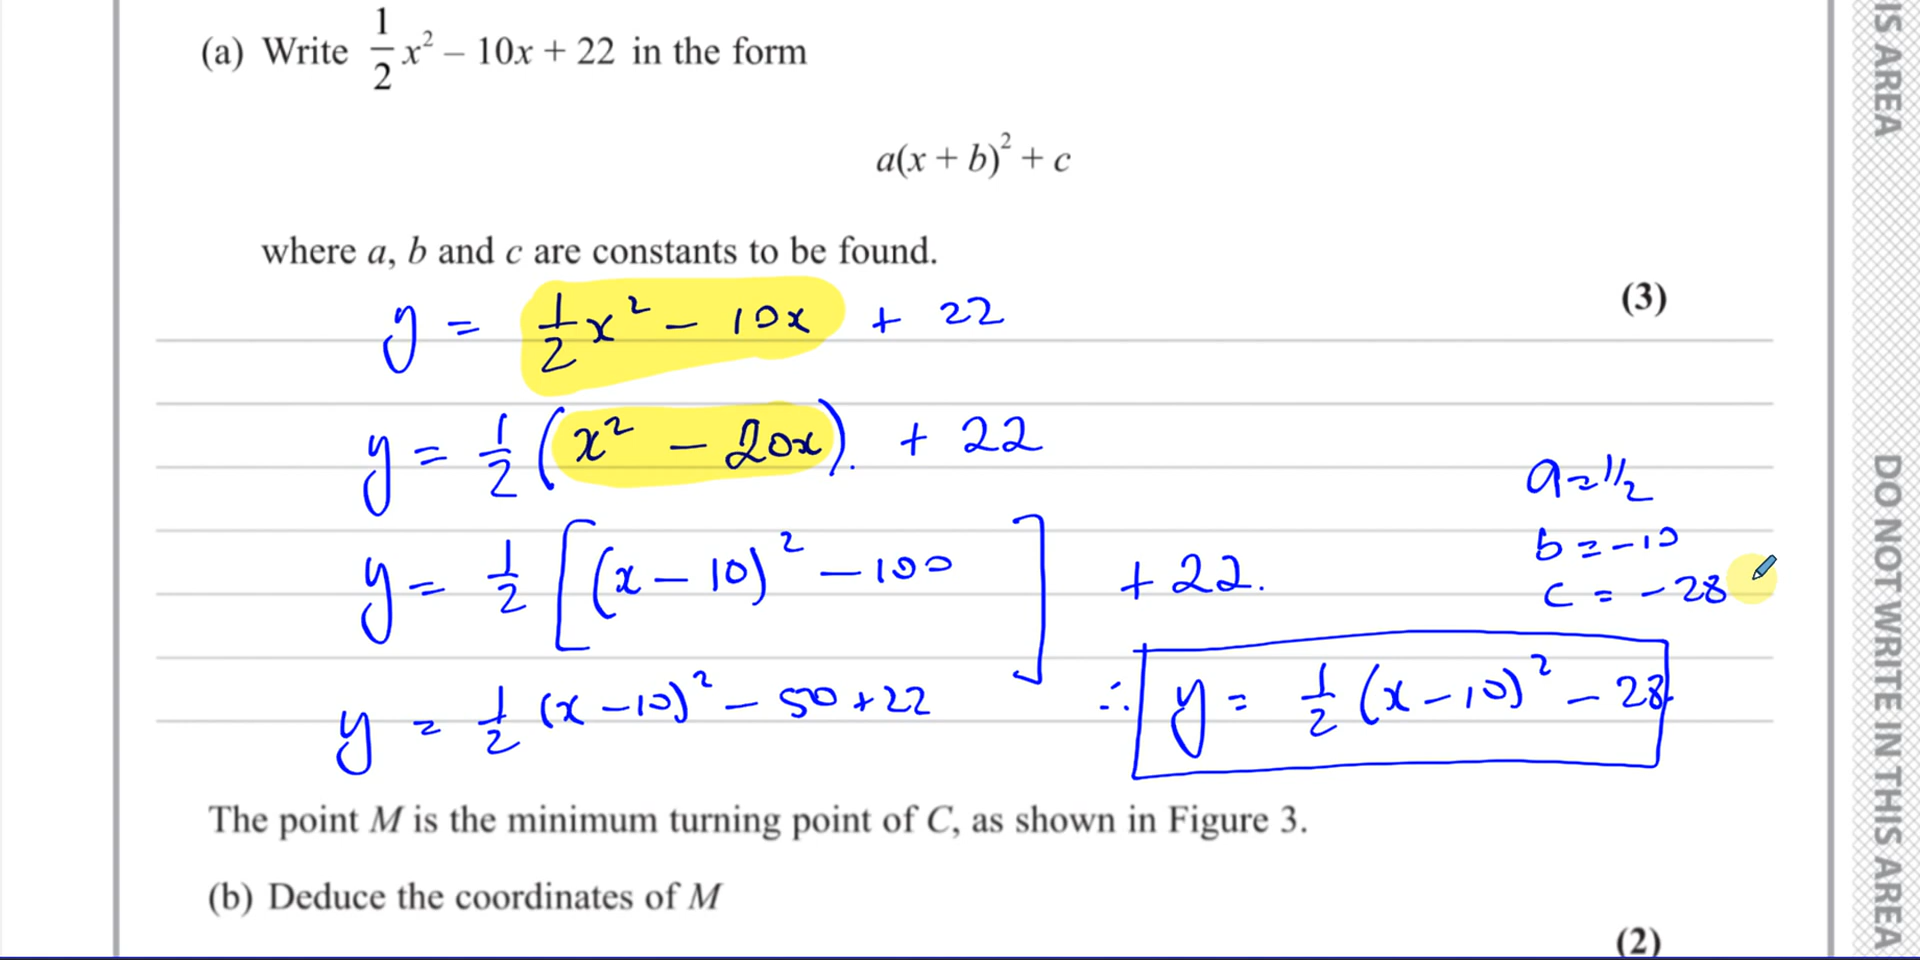 (a) Write 1/2 x² – 10x + 22 in the form
a(x + b)² + c
where a, b and c are constants to be found.
(3)
y = 1/2 x² – 10x + 22
y = 1/2 (x² – 20x). + 22
y = 1/2 [(x – 10)² – 100] + 22.
a = 1/2
b = –10
c = –28
y = 1/2 (x – 10)² – 50 + 22
∴ y = 1/2 (x – 10)² – 28
The point M is the minimum turning point of C, as shown in Figure 3.
(b) Deduce the coordinates of M
(2)
IS AREA
DO NOT WRITE IN THIS AREA